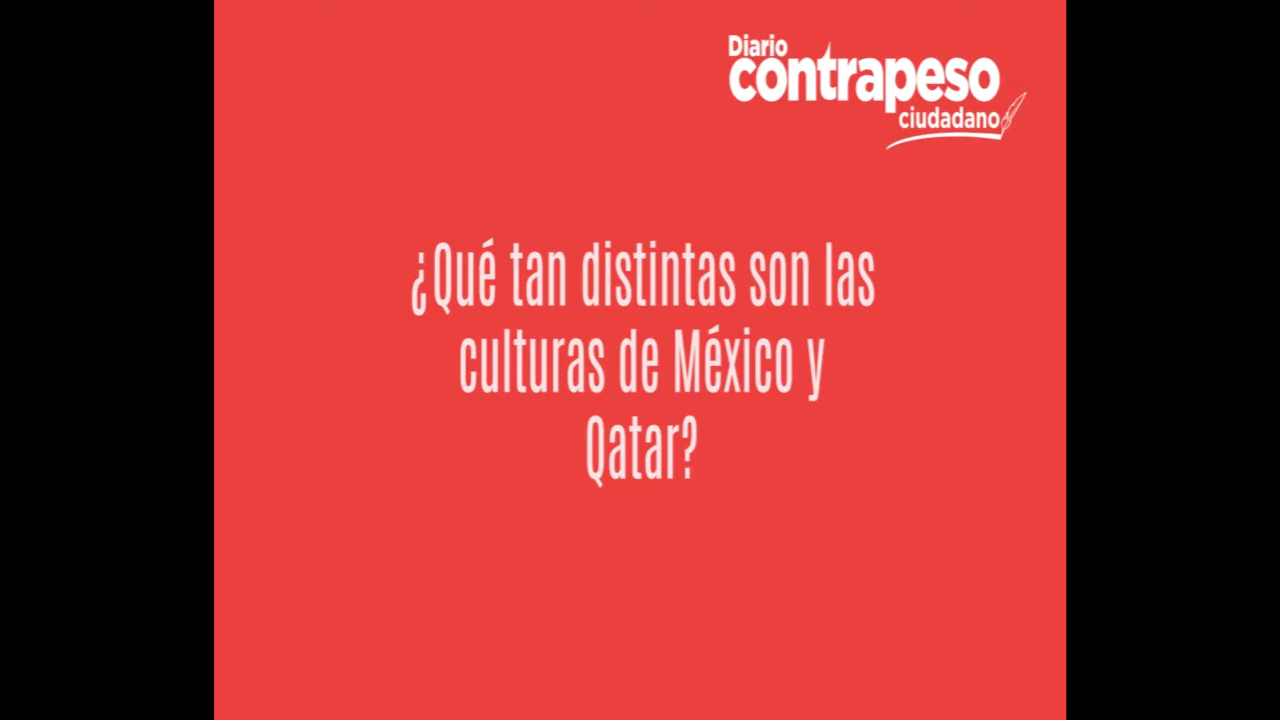 Diario
contrapeso
ciudadano
¿Qué tan distintas son las
culturas de México y
Qatar?